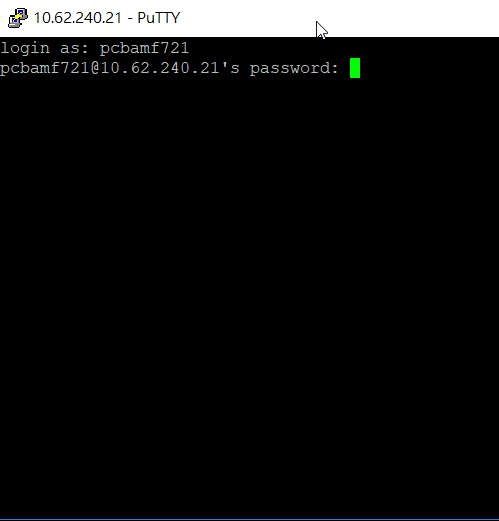 10.62.240.21 - PuTTY
login as: pcbamf721
pcbamf721@10.62.240.21's password: